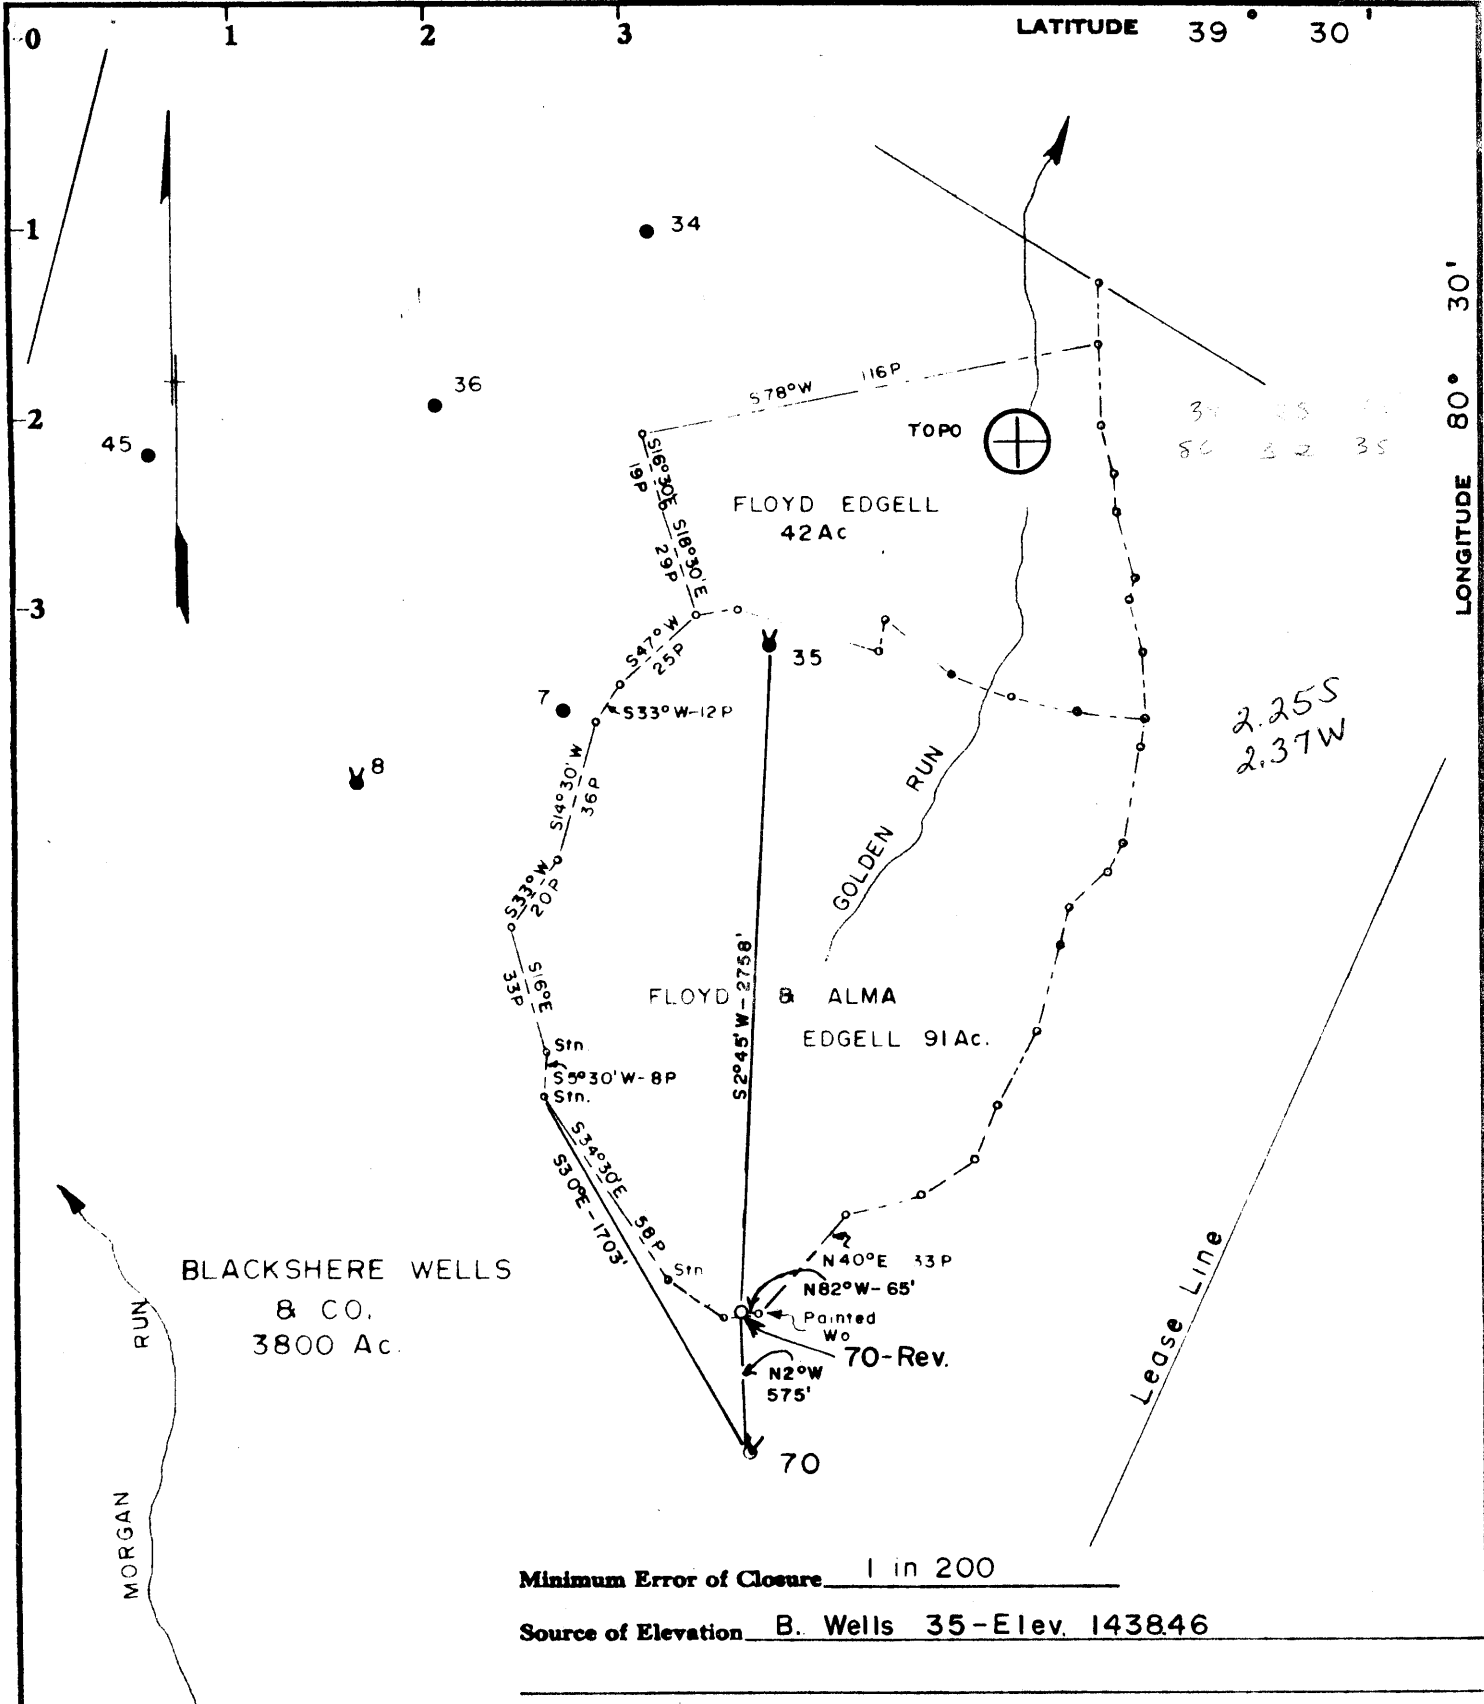 0 1 2 3
LATITUDE 39° 30'
1
34
LONGITUDE 80° 30'
36
S78°W 116P
2
45
TOPO
S16°30'E
19P
FLOYD EDGELL
42 Ac
S18°30'E
29P
3
S47°W
25P
35
7
S33°W-12P
2.25S
2.37W
8
S14°30'W
36P
GOLDEN RUN
S33°W
20P
S2°45'W-2758'
S16°E
33P
FLOYD & ALMA
EDGELL 91Ac.
Stn.
S5°30'W-8P
Stn.
S34°30'E 58P
S30°E-1703'
Stn
N40°E 33P
N82°W-65'
Painted
Wo
70-Rev.
N2°W
575'
70
BLACKSHERE WELLS
& CO.
3800 Ac.
Lease Line
MORGAN RUN
Minimum Error of Closure 1 in 200
Source of Elevation B. Wells 35-Elev. 1438.46